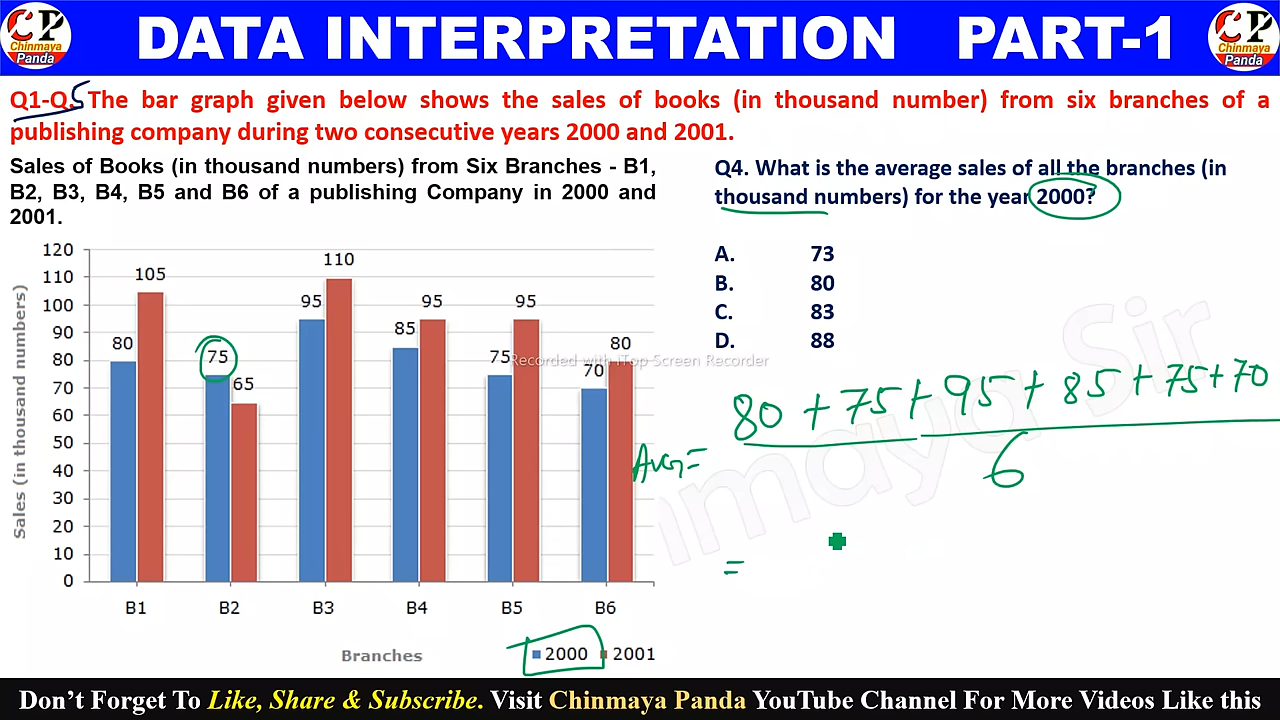 CP
Chinmaya
Panda
DATA INTERPRETATION PART-1
CP
Chinmaya
Panda
Q1-Q.5 The bar graph given below shows the sales of books (in thousand number) from six branches of a
publishing company during two consecutive years 2000 and 2001.
Sales of Books (in thousand numbers) from Six Branches - B1,
B2, B3, B4, B5 and B6 of a publishing Company in 2000 and
2001.
Sales (in thousand numbers)
120
110
100
90
80
70
60
50
40
30
20
10
0
80
105
75
65
95
110
85
95
75
95
70
80
B1
B2
B3
B4
B5
B6
Branches
2000
2001
Q4. What is the average sales of all the branches (in
thousand numbers) for the year 2000?
A. 73
B. 80
C. 83
D. 88
Recorded with iTop Screen Recorder
Avg = 80 + 75 + 95 + 85 + 75 + 70
6
=
Don't Forget To Like, Share & Subscribe. Visit Chinmaya Panda YouTube Channel For More Videos Like this